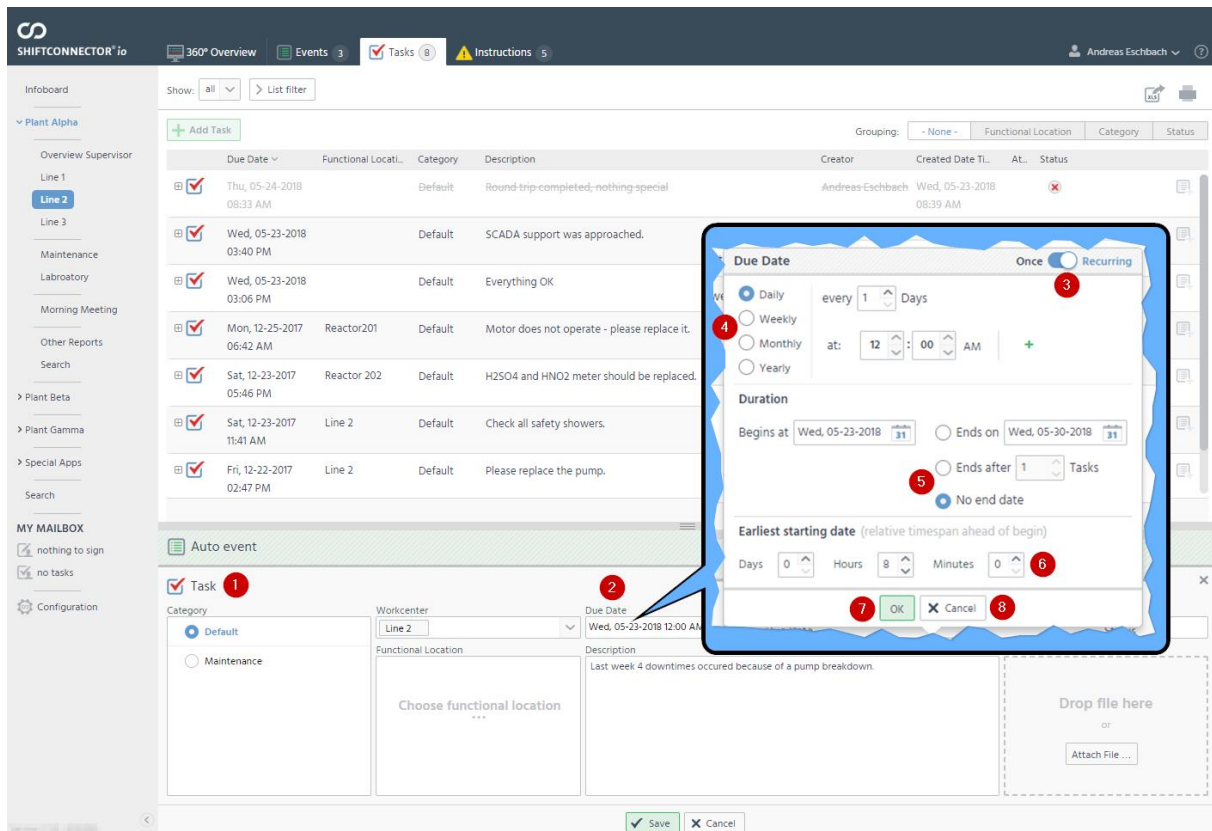 SHIFTCONNECTOR® io
360° Overview
Events 3
Tasks 8
Instructions 5
Andreas Eschbach
?
Infoboard
Plant Alpha
Overview Supervisor
Line 1
Line 2
Line 3
Maintenance
Labroatory
Morning Meeting
Other Reports
Search
Plant Beta
Plant Gamma
Special Apps
Search
MY MAILBOX
nothing to sign
no tasks
Configuration
Show: all > List filter
XLS
+ Add Task
Grouping: - None - Functional Location Category Status
Due Date Functional Locati... Category Description Creator Created Date Ti... At... Status
Thu, 05-24-2018 Default Round trip completed, nothing special Andreas Eschbach Wed, 05-23-2018
08:33 AM 08:39 AM
Wed, 05-23-2018 Default SCADA support was approached.
03:40 PM
Wed, 05-23-2018 Default Everything OK
03:06 PM
Mon, 12-25-2017 Reactor201 Default Motor does not operate - please replace it.
06:42 AM
Sat, 12-23-2017 Reactor 202 Default H2SO4 and HNO2 meter should be replaced.
05:46 PM
Sat, 12-23-2017 Line 2 Default Check all safety showers.
11:41 AM
Fri, 12-22-2017 Line 2 Default Please replace the pump.
02:47 PM
Due Date Once Recurring
3
Daily every 1 Days
Weekly
4
Monthly at: 12 : 00 AM +
Yearly
Duration
Begins at Wed, 05-23-2018 31 Ends on Wed, 05-30-2018 31
Ends after 1 Tasks
5
No end date
Earliest starting date (relative timespan ahead of begin)
Days 0 Hours 8 Minutes 0 6
7 OK X Cancel 8
Auto event
Task 1
2
Category
Default
Maintenance
Workcenter
Line 2
Functional Location
Choose functional location
...
Due Date
Wed, 05-23-2018 12:00 AM
Description
Last week 4 downtimes occured because of a pump breakdown.
Drop file here
or
Attach File ...
Save X Cancel